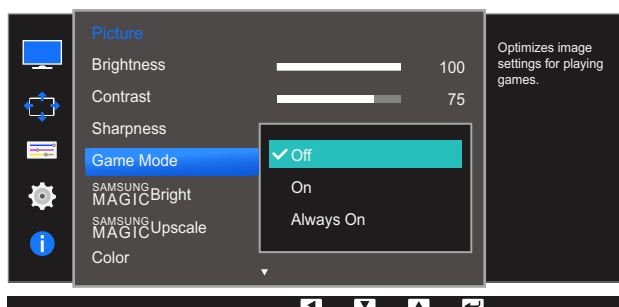 Picture
Brightness 100
Contrast 75
Sharpness
Game Mode
SAMSUNG MAGIC Bright
SAMSUNG MAGIC Upscale
Color
Off
On
Always On
Optimizes image
settings for playing
games.